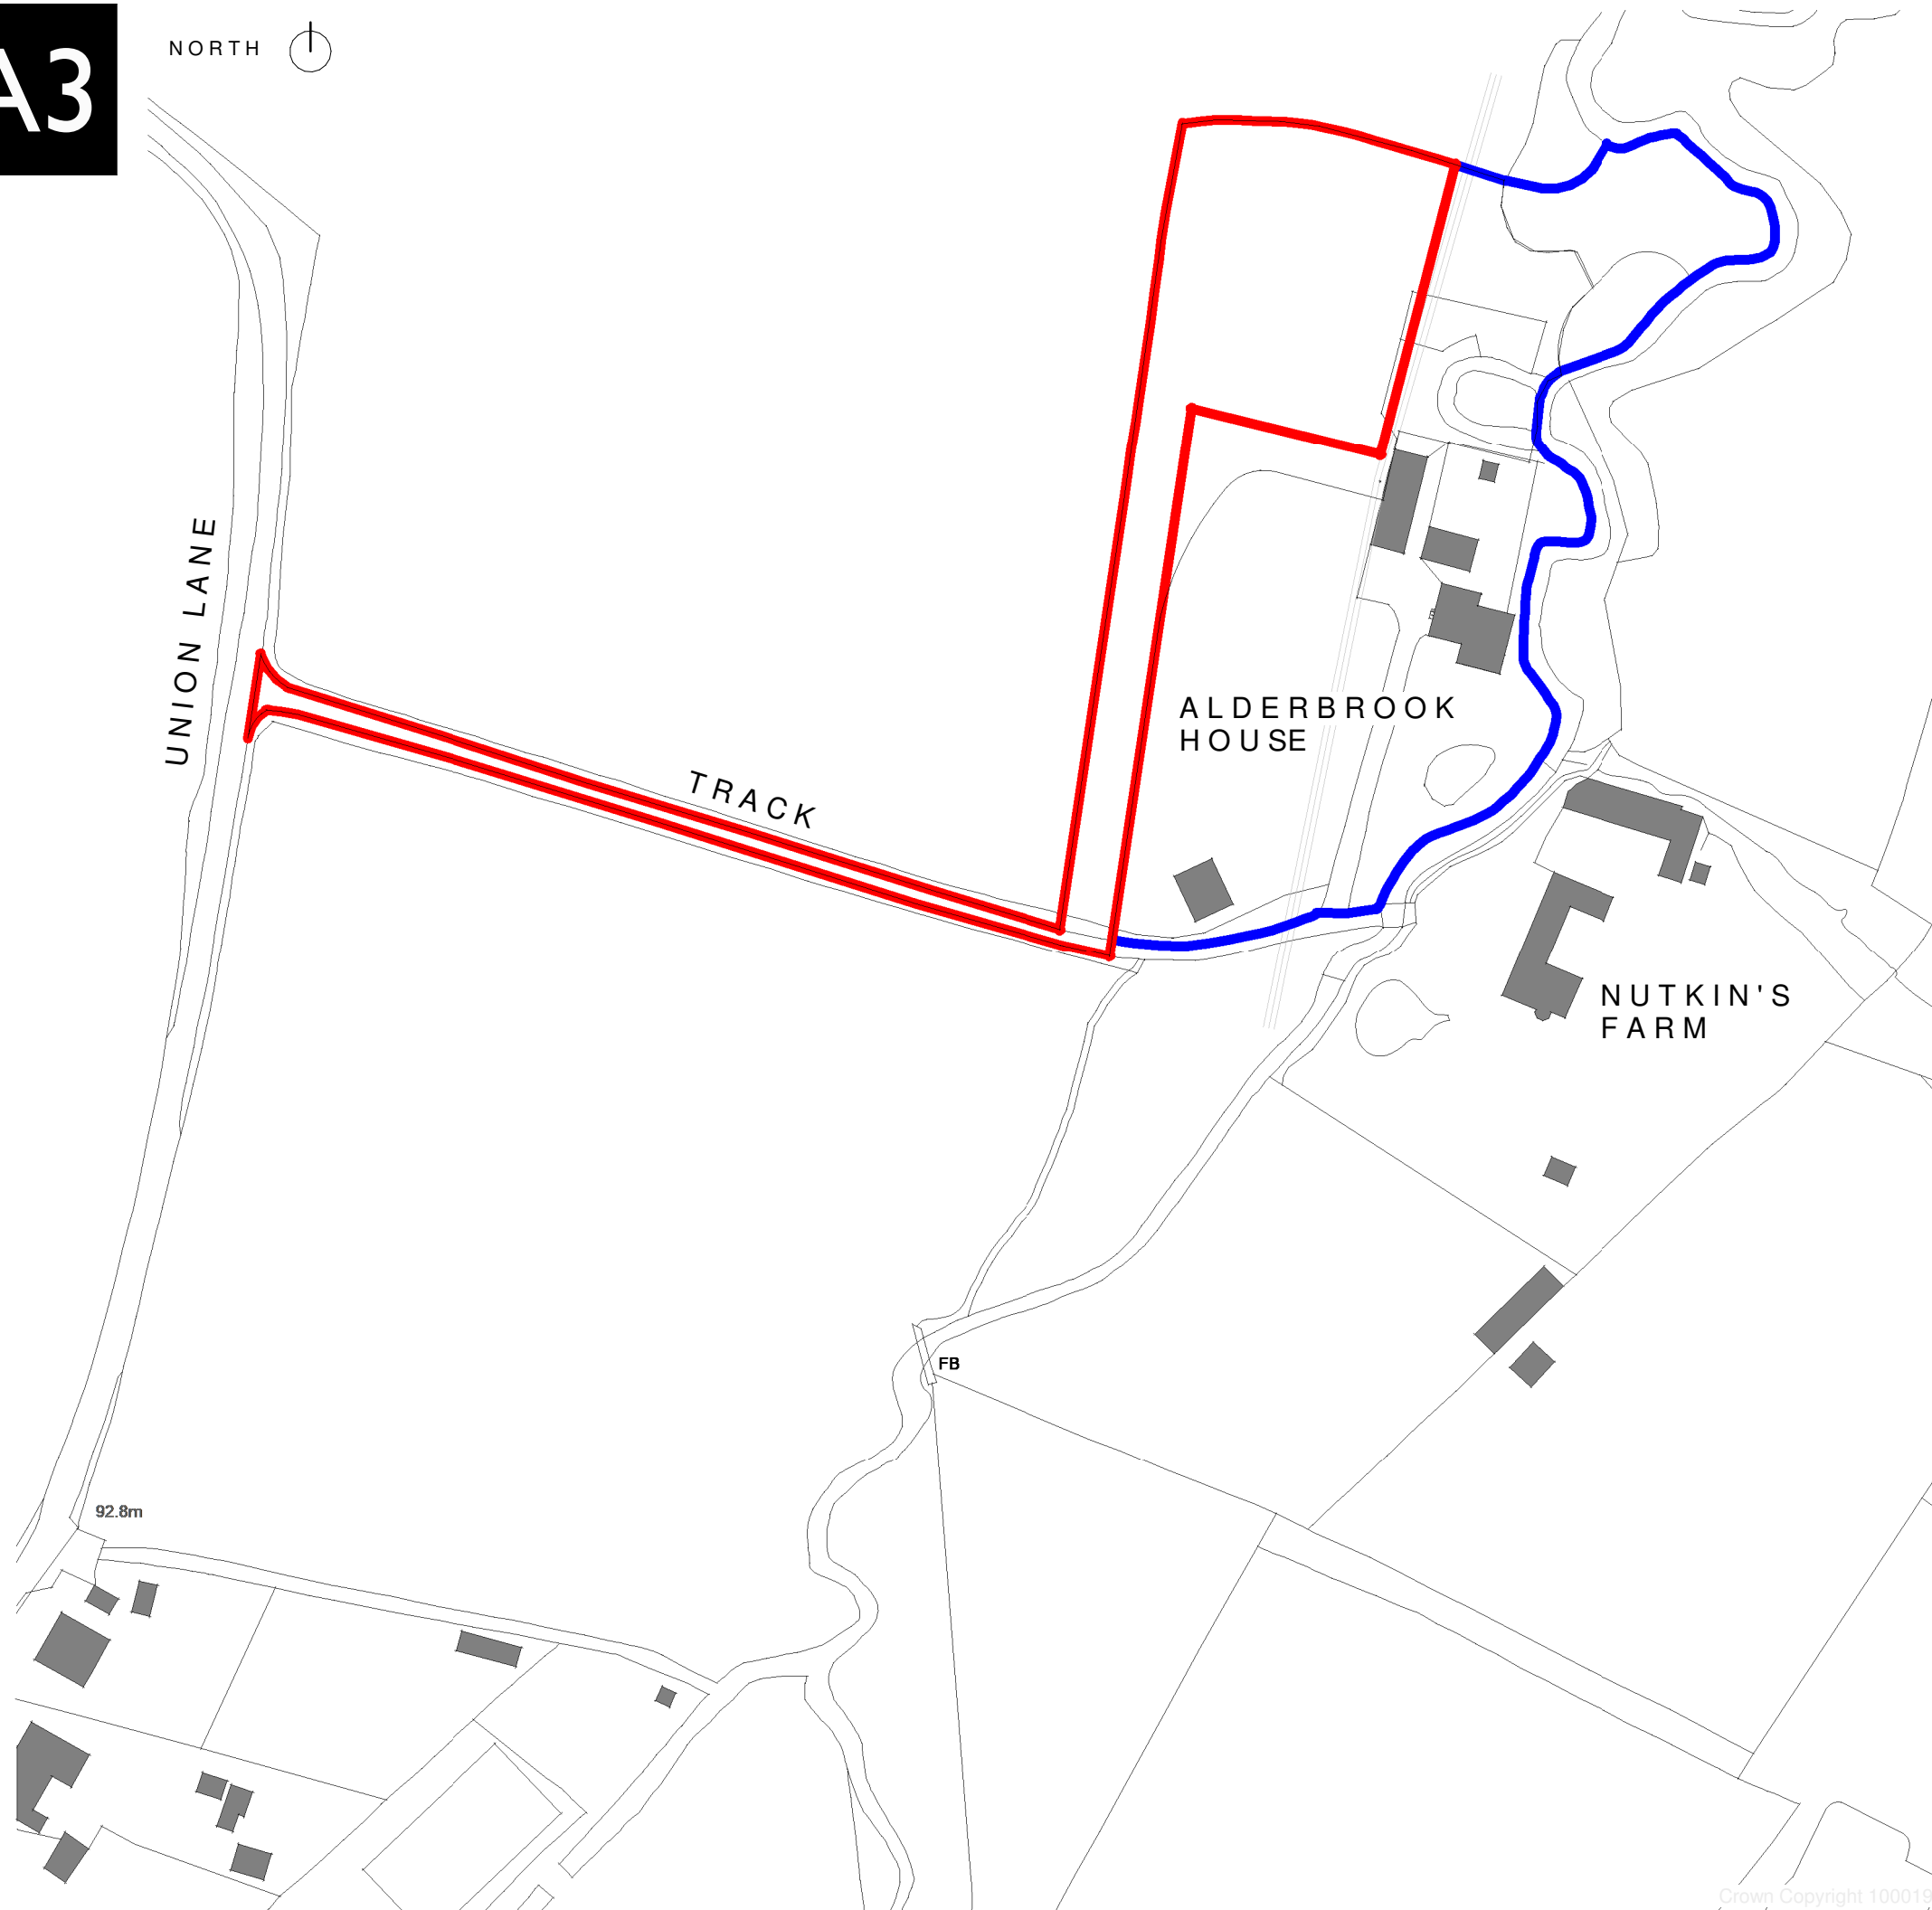 A3
NORTH
UNION LANE
TRACK
ALDERBROOK
HOUSE
NUTKIN'S
FARM
FB
92.8m
Crown Copyright 100019